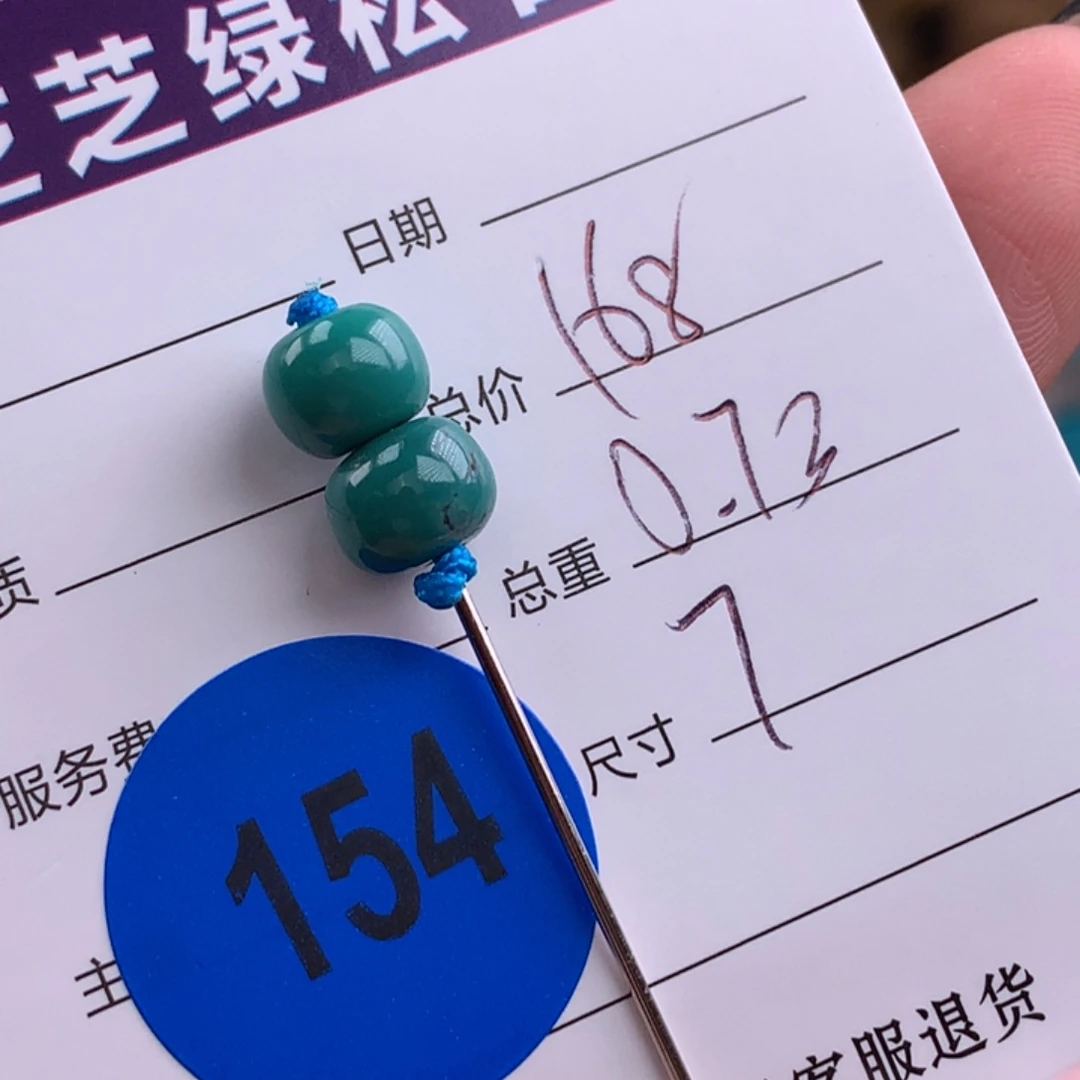 芝绿松
日期
总价 168
质
总重 0.73
服务费
尺寸 7
154
主
客服退货